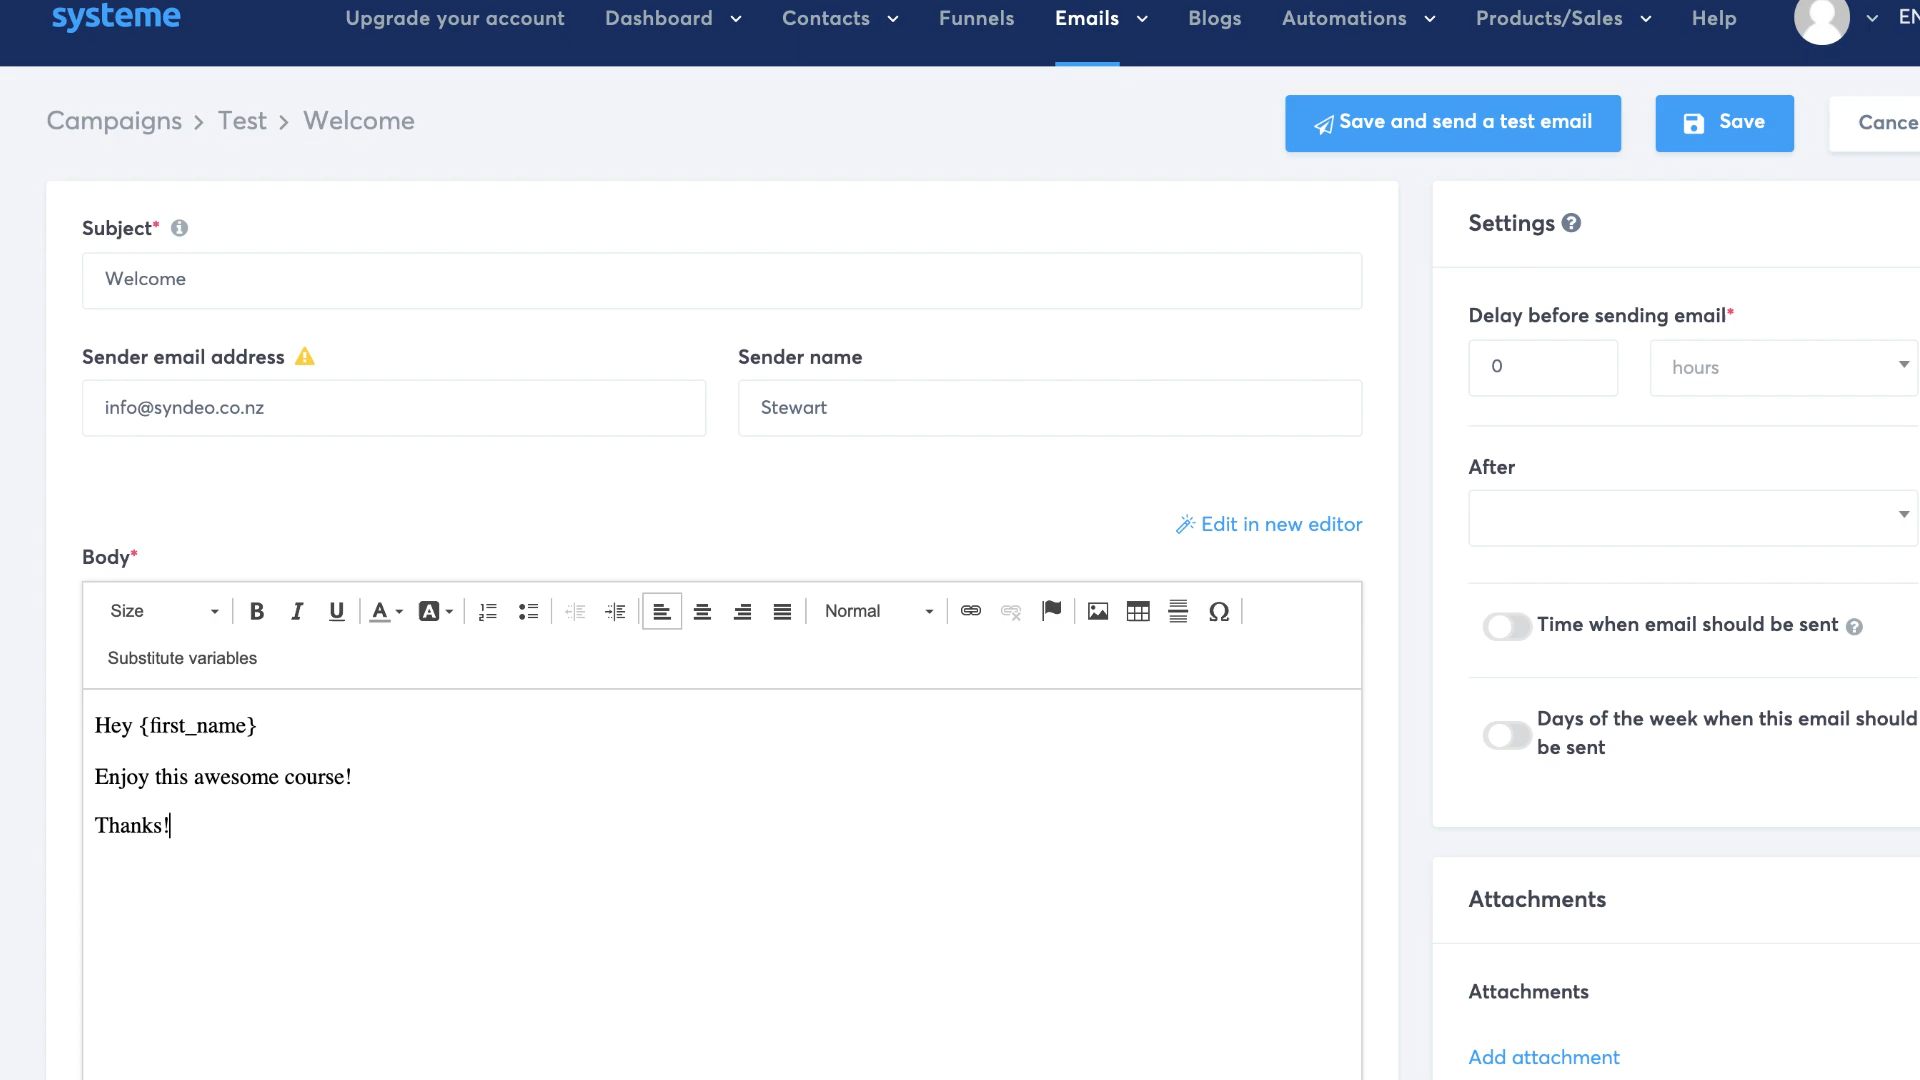 systeme
Upgrade your account Dashboard Contacts Funnels Emails Blogs Automations Products/Sales Help EN
Campaigns > Test > Welcome
Save and send a test email
Save
Cance
Subject*
Welcome
Sender email address
Sender name
info@syndeo.co.nz
Stewart
Edit in new editor
Body*
Size
B I U A A
Normal
Ω
Substitute variables
Hey {first_name}
Enjoy this awesome course!
Thanks!
Settings
Delay before sending email*
0
hours
After
Time when email should be sent
Days of the week when this email should
be sent
Attachments
Attachments
Add attachment